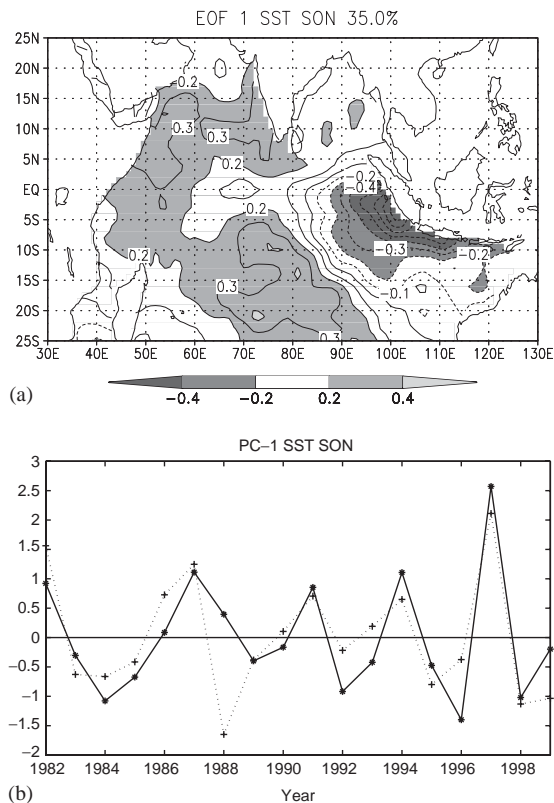 EOF 1 SST SON 35.0%
25N
20N
15N
10N
5N
EQ
5S
10S
15S
20S
25S
0.2
0.3
0.3
0.2
0.2
0.2
0.3
0.3
-0.2
-0.4
-0.3
-0.2
-0.1
30E 40E 50E 60E 70E 80E 90E 100E 110E 120E 130E
(a)
-0.4 -0.2 0.2 0.4
PC-1 SST SON
3
2.5
2
1.5
1
0.5
0
-0.5
-1
-1.5
-2
1982 1984 1986 1988 1990 1992 1994 1996 1998
(b)
Year